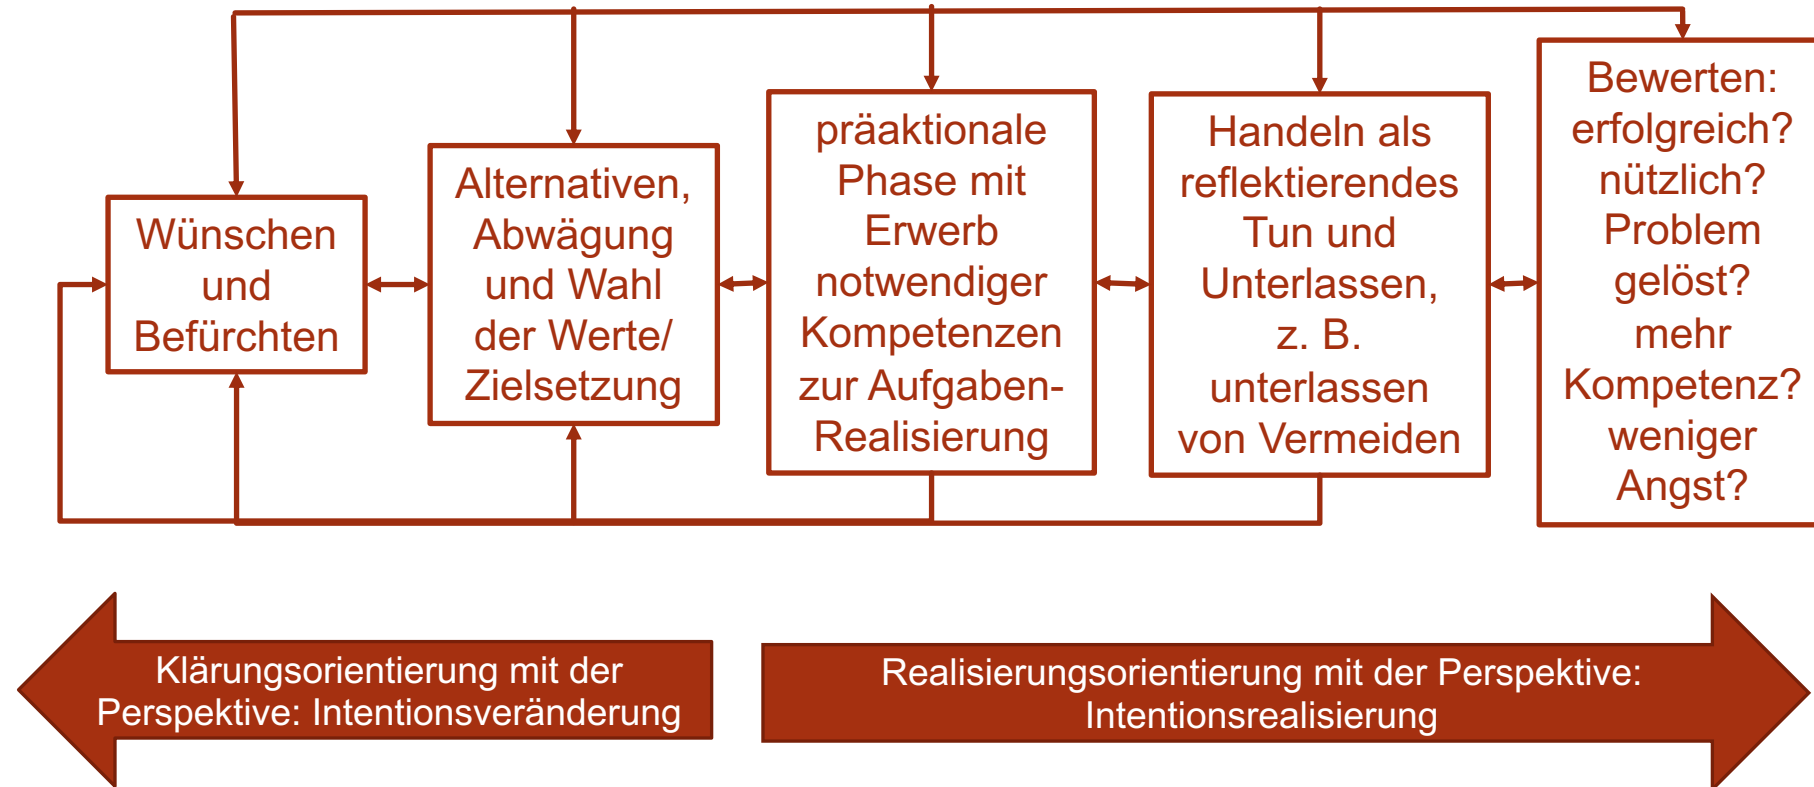 Wünschen
und
Befürchten
Alternativen,
Abwägung
und Wahl
der Werte/
Zielsetzung
präaktionale
Phase mit
Erwerb
notwendiger
Kompetenzen
zur Aufgaben-
Realisierung
Handeln als
reflektierendes
Tun und
Unterlassen,
z. B.
unterlassen
von Vermeiden
Bewerten:
erfolgreich?
nützlich?
Problem
gelöst?
mehr
Kompetenz?
weniger
Angst?
Klärungsorientierung mit der
Perspektive: Intentionsveränderung
Realisierungsorientierung mit der Perspektive:
Intentionsrealisierung